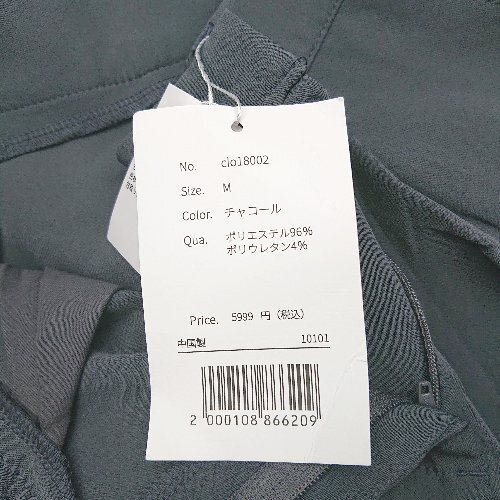 No. cio18002
Size. M
Color. チャコール
Qua. ポリエステル96%
ポリウレタン4%
Price. 5999 円 (税込)
中国製 10101
2 000108 866209